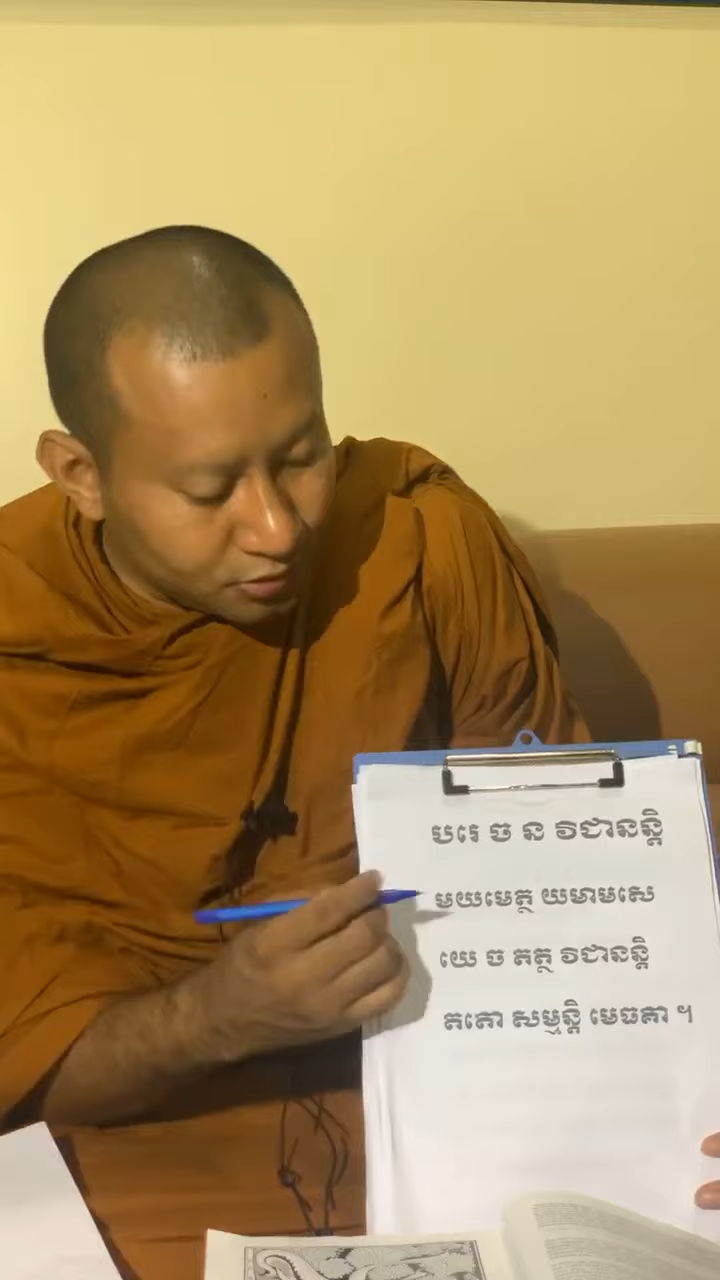 បរេ ច ន វិជានន្តិ
មយមេត្ថ យមាមសេ
យេ ច តត្ថ វិជានន្តិ
តតោ សម្មន្តិ មេធគា ។